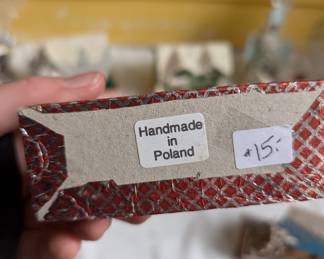 Handmade
in
Poland
$15.-